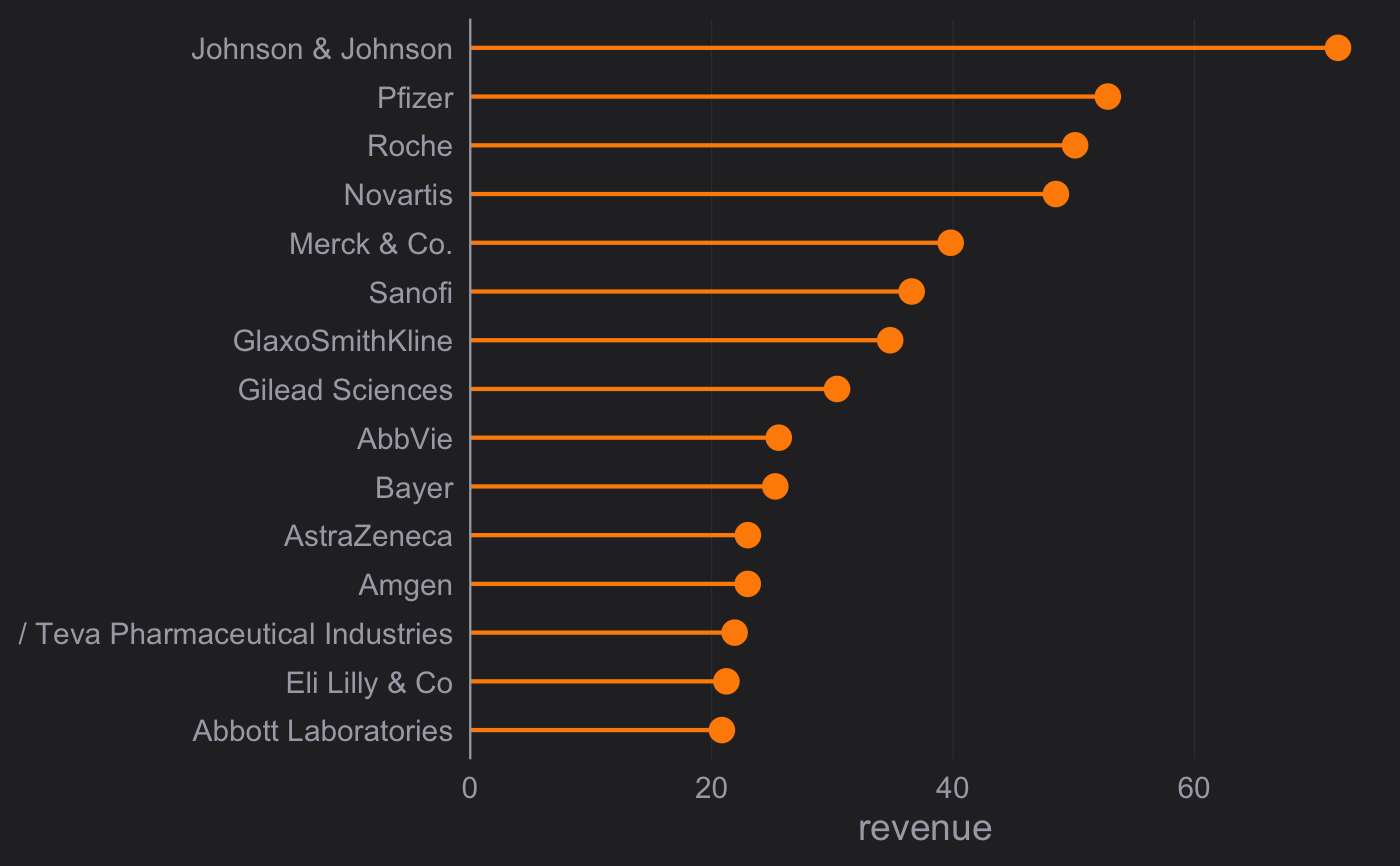 Johnson & Johnson
Pfizer
Roche
Novartis
Merck & Co.
Sanofi
GlaxoSmithKline
Gilead Sciences
AbbVie
Bayer
AstraZeneca
Amgen
/ Teva Pharmaceutical Industries
Eli Lilly & Co
Abbott Laboratories
0 20 40 60
revenue